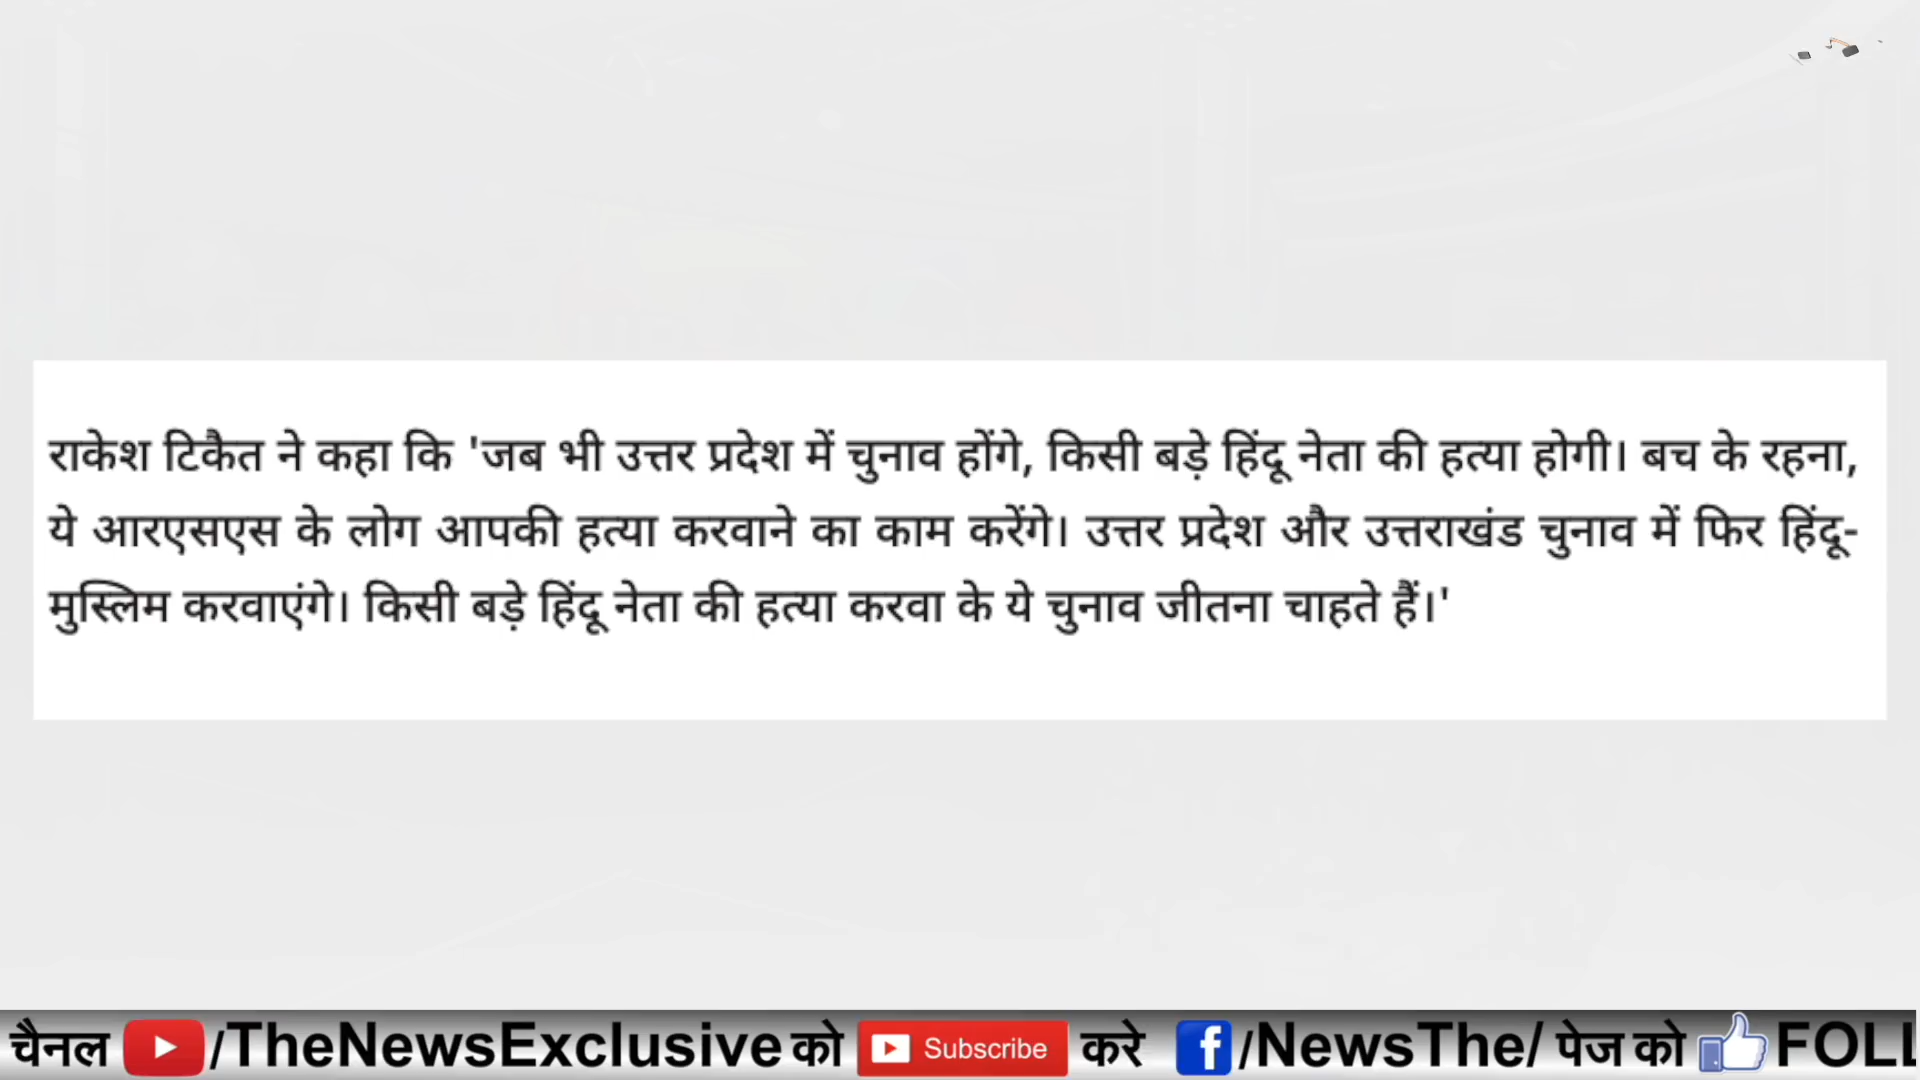 राकेश टिकैत ने कहा कि 'जब भी उत्तर प्रदेश में चुनाव होंगे, किसी बड़े हिंदू नेता की हत्या होगी। बच के रहना,
ये आरएसएस के लोग आपकी हत्या करवाने का काम करेंगे। उत्तर प्रदेश और उत्तराखंड चुनाव में फिर हिंदू-
मुस्लिम करवाएंगे। किसी बड़े हिंदू नेता की हत्या करवा के ये चुनाव जीतना चाहते हैं।'
चैनल /TheNewsExclusive को Subscribe करे /NewsThe/ पेज को FOLL